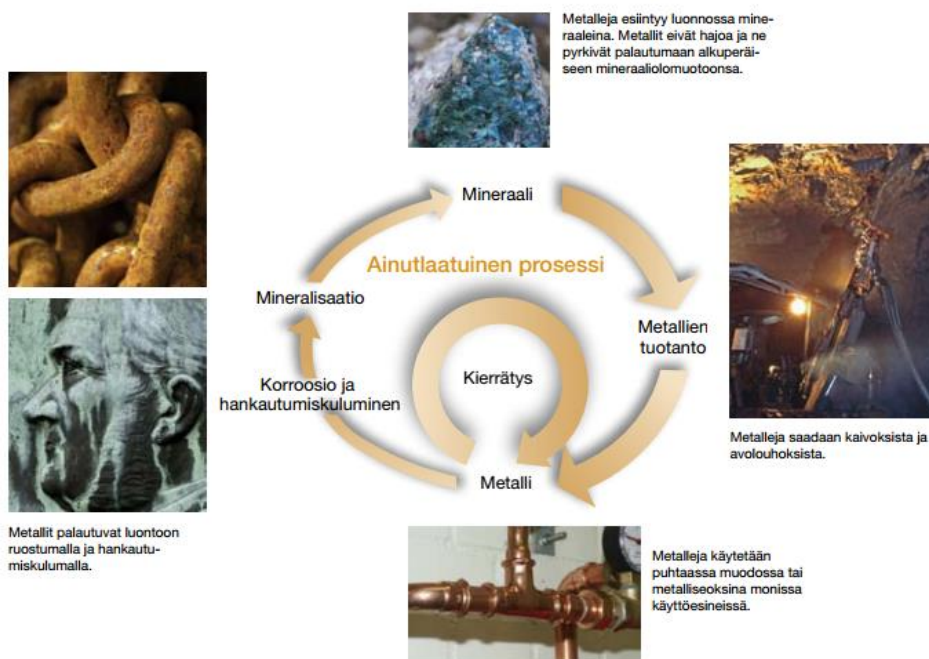 Metalleja esiintyy luonnossa mine-
raaleina. Metallit eivät hajoa ja ne
pyrkivät palautumaan alkuperäi-
seen mineraaliolomuotoonsa.
Mineraali
Ainutlaatuinen prosessi
Mineralisaatio
Metallien
tuotanto
Kierrätys
Korroosio ja
hankautumiskuluminen
Metalleja saadaan kaivoksista ja
avolouhoksista.
Metalli
Metallit palautuvat luontoon
ruostumalla ja hankautu-
miskulumalla.
Metalleja käytetään
puhtaassa muodossa tai
metalliseoksina monissa
käyttöesineissä.